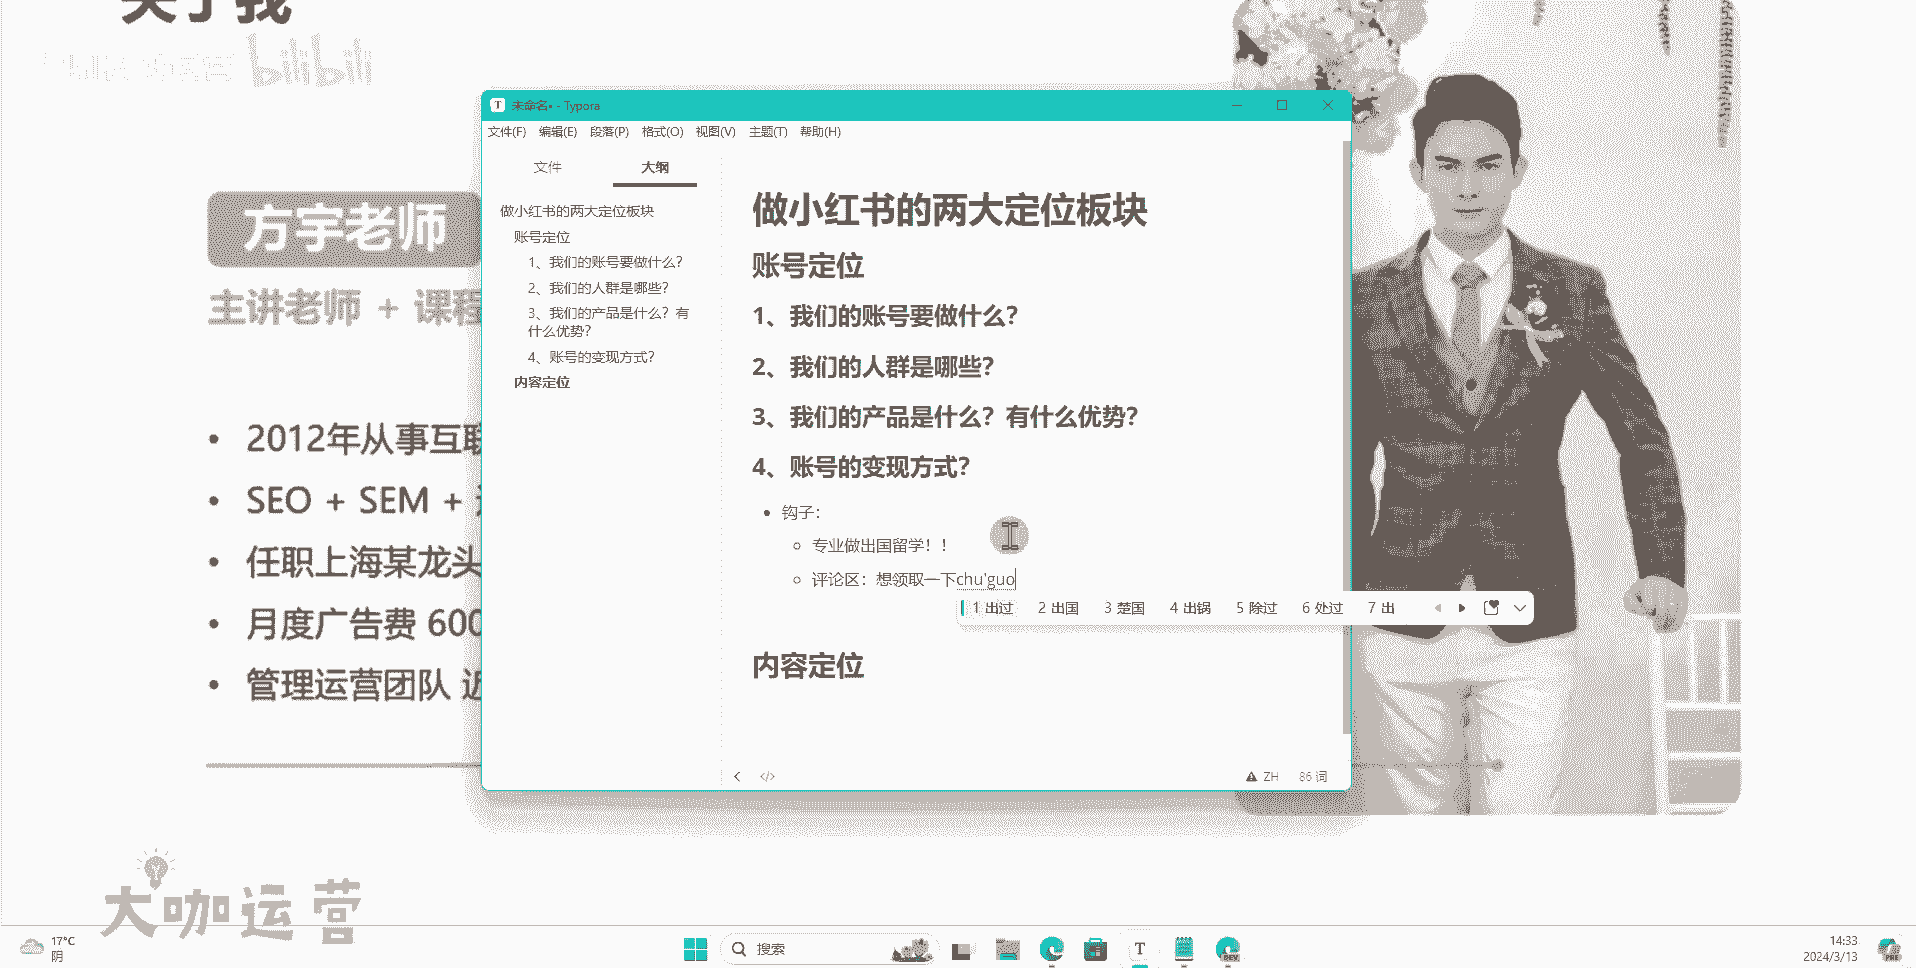 关于我
bilibili
方宇老师
主讲老师 + 课程
2012年从事互联
SEO + SEM +
任职上海某龙头
月度广告费 600
管理运营团队 近
未命名• - Typora
文件(F) 编辑(E) 段落(P) 格式(O) 视图(V) 主题(T) 帮助(H)
文件 大纲
做小红书的两大定位板块
账号定位
1、我们的账号要做什么？
2、我们的人群是哪些？
3、我们的产品是什么？有
什么优势？
4、账号的变现方式？
内容定位
做小红书的两大定位板块
账号定位
1、我们的账号要做什么？
2、我们的人群是哪些？
3、我们的产品是什么？有什么优势？
4、账号的变现方式？
钩子：
专业做出国留学！！
评论区：想领取一下chu'guo
1 出过 2 出国 3 楚国 4 出锅 5 除过 6 处过 7 出
内容定位
ZH 86 词
大咖运营
17°C
阴
搜索
T
DEV
14:33
2024/3/13
PRE